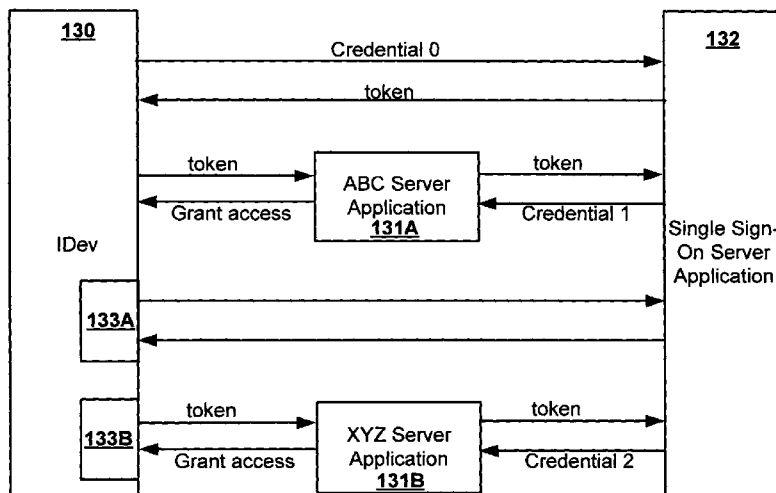 130
Credential 0
132
token
token
ABC Server
Application
131A
token
Grant access
Credential 1
IDev
Single Sign-
On Server
Application
133A
133B
token
XYZ Server
Application
131B
token
Grant access
Credential 2